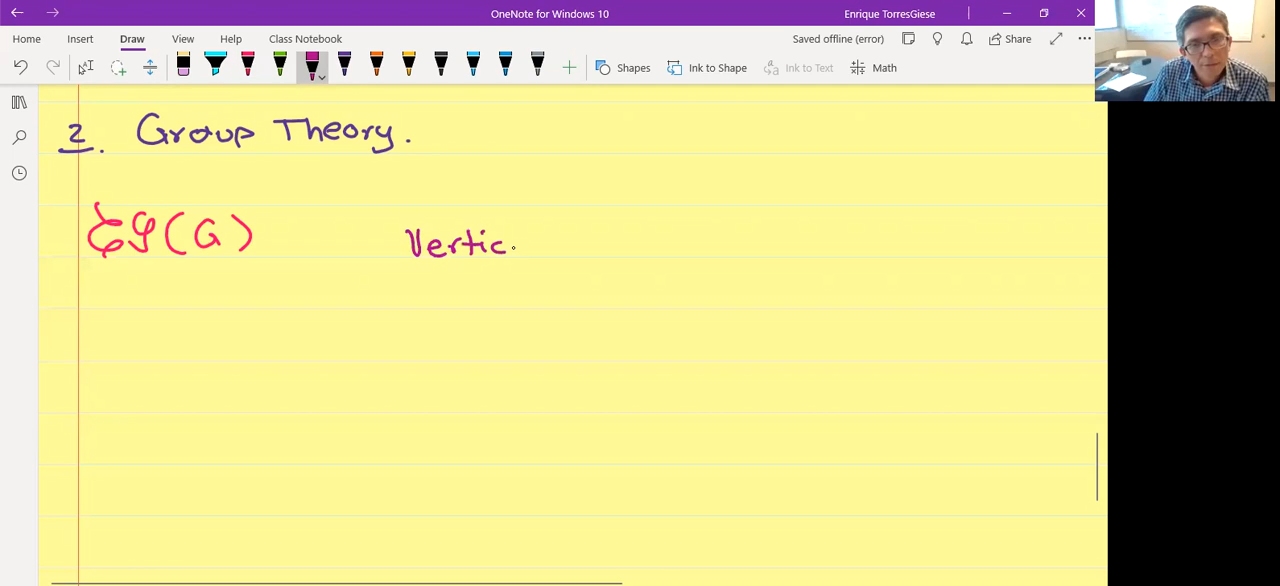 OneNote for Windows 10
Enrique TorresGiese
Home Insert Draw View Help Class Notebook
Saved offline (error) Share
Shapes Ink to Shape Ink to Text Math
2. Group Theory.
(G) Vertic